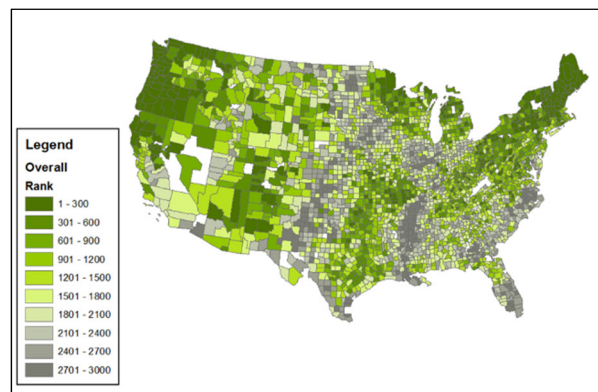 Legend
Overall
Rank
1 - 300
301 - 600
601 - 900
901 - 1200
1201 - 1500
1501 - 1800
1801 - 2100
2101 - 2400
2401 - 2700
2701 - 3000